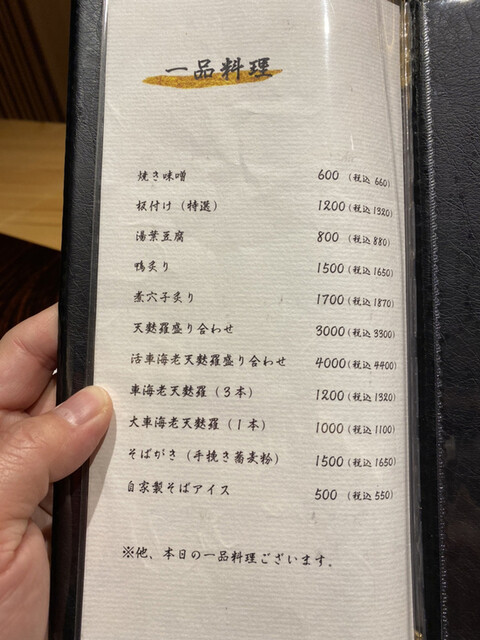 一品料理
焼き味噌 600 (税込 660)
板付け (特選) 1200 (税込 1320)
湯葉豆腐 800 (税込 880)
鴨炙り 1500 (税込 1650)
煮穴子炙り 1700 (税込 1870)
天麩羅盛り合わせ 3000 (税込 3300)
活車海老天麩羅盛り合わせ 4000 (税込 4400)
車海老天麩羅 (3本) 1200 (税込 1320)
大車海老天麩羅 (1本) 1000 (税込 1100)
そばがき (手挽き蕎麦粉) 1500 (税込 1650)
自家製そばアイス 500 (税込 550)
※他、本日の一品料理ございます。